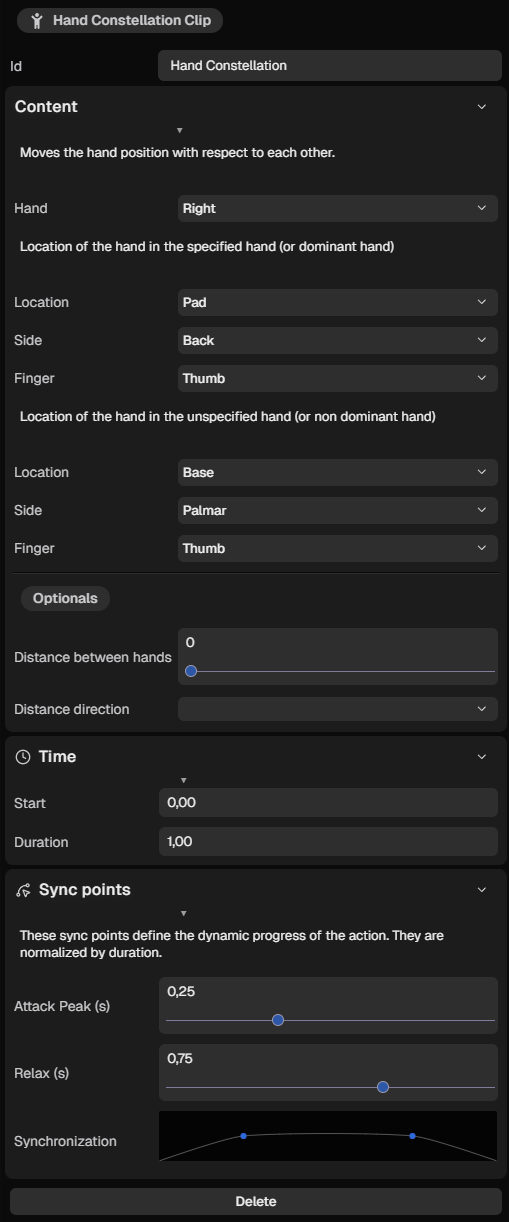 Hand Constellation Clip
Id
Hand Constellation
Content
Moves the hand position with respect to each other.
Hand
Right
Location of the hand in the specified hand (or dominant hand)
Location
Pad
Side
Back
Finger
Thumb
Location of the hand in the unspecified hand (or non dominant hand)
Location
Base
Side
Palmar
Finger
Thumb
Optionals
Distance between hands
0
Distance direction
Time
Start
0,00
Duration
1,00
Sync points
These sync points define the dynamic progress of the action. They are
normalized by duration.
Attack Peak (s)
0,25
Relax (s)
0,75
Synchronization
Delete